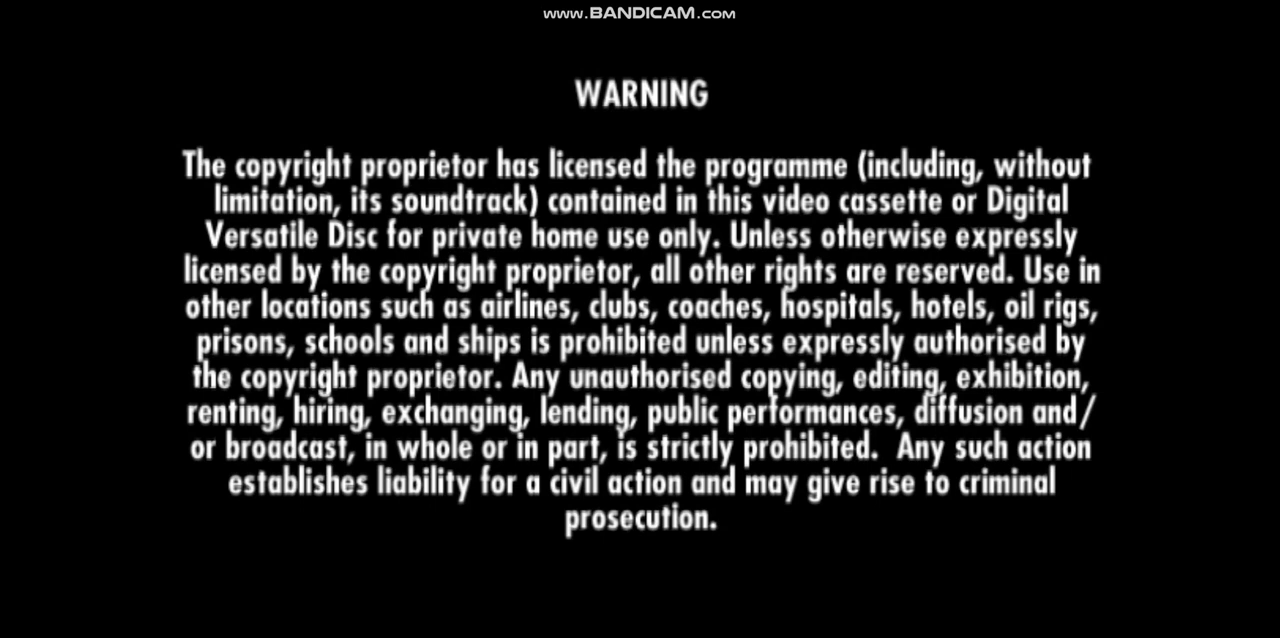 www.BANDICAM.com
WARNING
The copyright proprietor has licensed the programme (including, without
limitation, its soundtrack) contained in this video cassette or Digital
Versatile Disc for private home use only. Unless otherwise expressly
licensed by the copyright proprietor, all other rights are reserved. Use in
other locations such as airlines, clubs, coaches, hospitals, hotels, oil rigs,
prisons, schools and ships is prohibited unless expressly authorised by
the copyright proprietor. Any unauthorised copying, editing, exhibition,
renting, hiring, exchanging, lending, public performances, diffusion and/
or broadcast, in whole or in part, is strictly prohibited.  Any such action
establishes liability for a civil action and may give rise to criminal
prosecution.